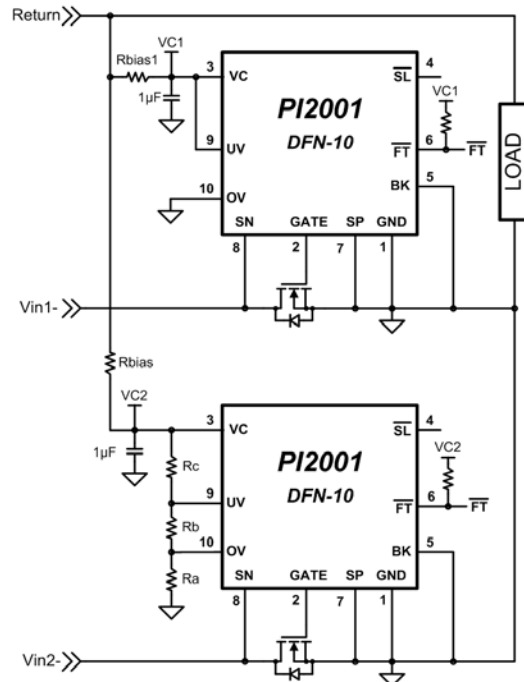 Return
VC1
Rbias1
3
VC
SL
4
1µF
PI2001
DFN-10
VC1
9
UV
FT
6
FT
10
OV
BK
5
SN
GATE
SP
GND
8
2
7
1
LOAD
Vin1-
Rbias
VC2
3
VC
SL
4
1µF
Rc
PI2001
DFN-10
VC2
9
UV
FT
6
FT
Rb
10
OV
BK
5
Ra
SN
GATE
SP
GND
8
2
7
1
Vin2-